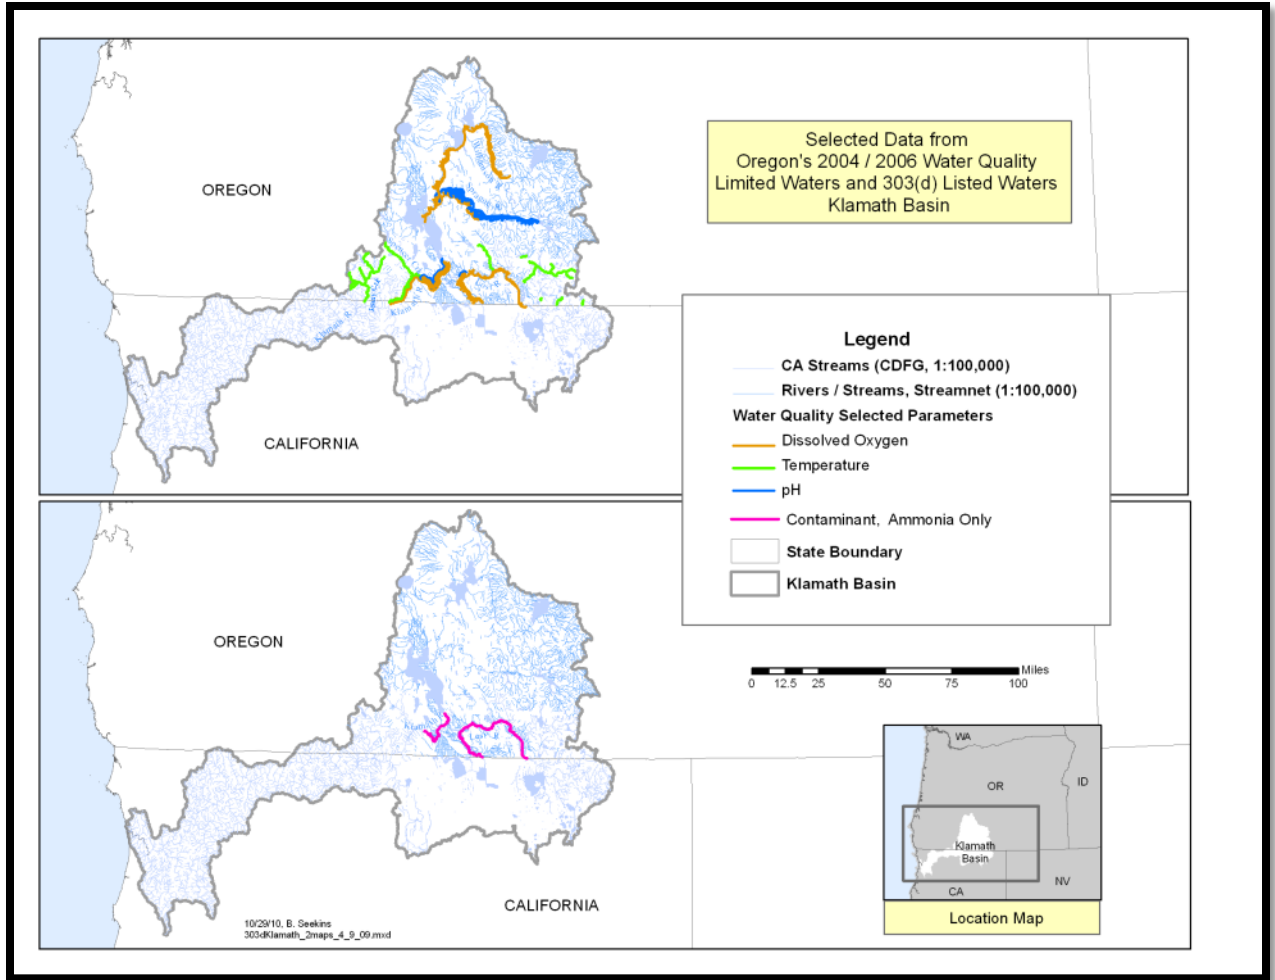 OREGON
CALIFORNIA
Klamath R.
Selected Data from
Oregon's 2004 / 2006 Water Quality
Limited Waters and 303(d) Listed Waters
Klamath Basin
Legend
CA Streams (CDFG, 1:100,000)
Rivers / Streams, Streamnet (1:100,000)
Water Quality Selected Parameters
Dissolved Oxygen
Temperature
pH
Contaminant, Ammonia Only
State Boundary
Klamath Basin
OREGON
CALIFORNIA
10/29/10, B. Seekins
303dKlamath_2maps_4_9_09.mxd
Miles
0 12.5 25 50 75 100
WA
OR
ID
Klamath
Basin
NV
CA
Location Map